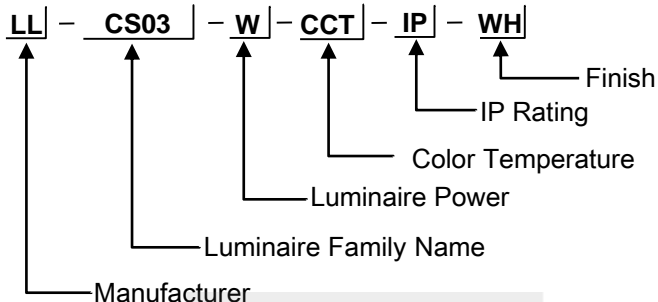 LL – CS03 – W – CCT – IP – WH
Finish
IP Rating
Color Temperature
Luminaire Power
Luminaire Family Name
Manufacturer